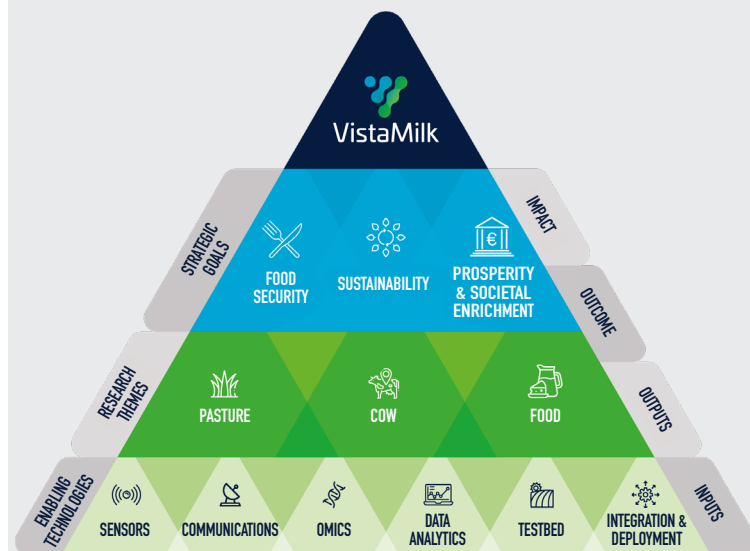 VistaMilk
STRATEGIC
GOALS
IMPACT
FOOD
SECURITY
SUSTAINABILITY
€
PROSPERITY
& SOCIETAL
ENRICHMENT
OUTCOME
RESEARCH
THEMES
PASTURE
COW
FOOD
OUTPUTS
ENABLING
TECHNOLOGIES
SENSORS
COMMUNICATIONS
OMICS
DATA
ANALYTICS
TESTBED
INTEGRATION &
DEPLOYMENT
INPUTS